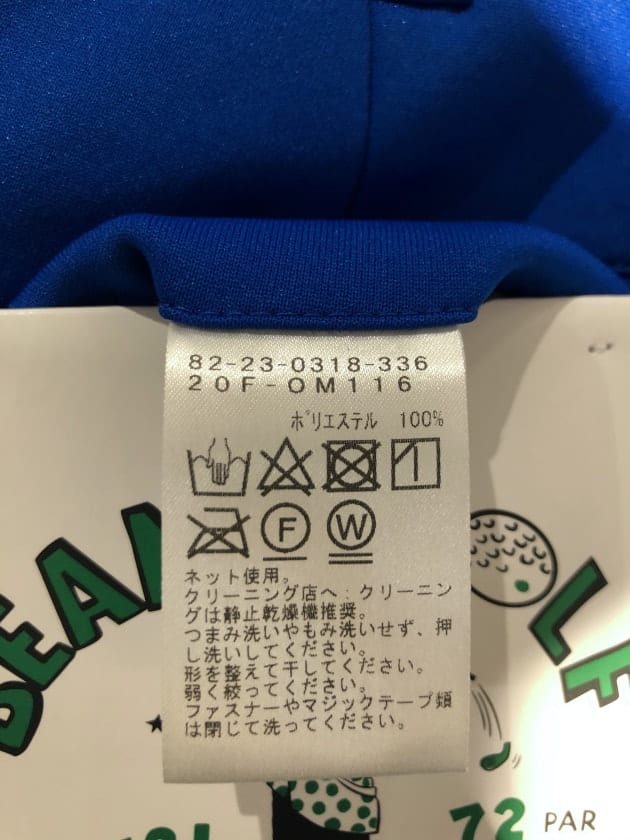 82-23-0318-336
20F-OM116
ポリエステル 100%
F
W
ネット使用。
クリーニング店へ:クリーニン
グは静止乾燥機推奨。
つまみ洗いやもみ洗いせず、押
し洗いしてください。
形を整えて干してください。
弱く絞ってください。
ファスナーやマジックテープ類
は閉じて洗ってください。
72 PAR